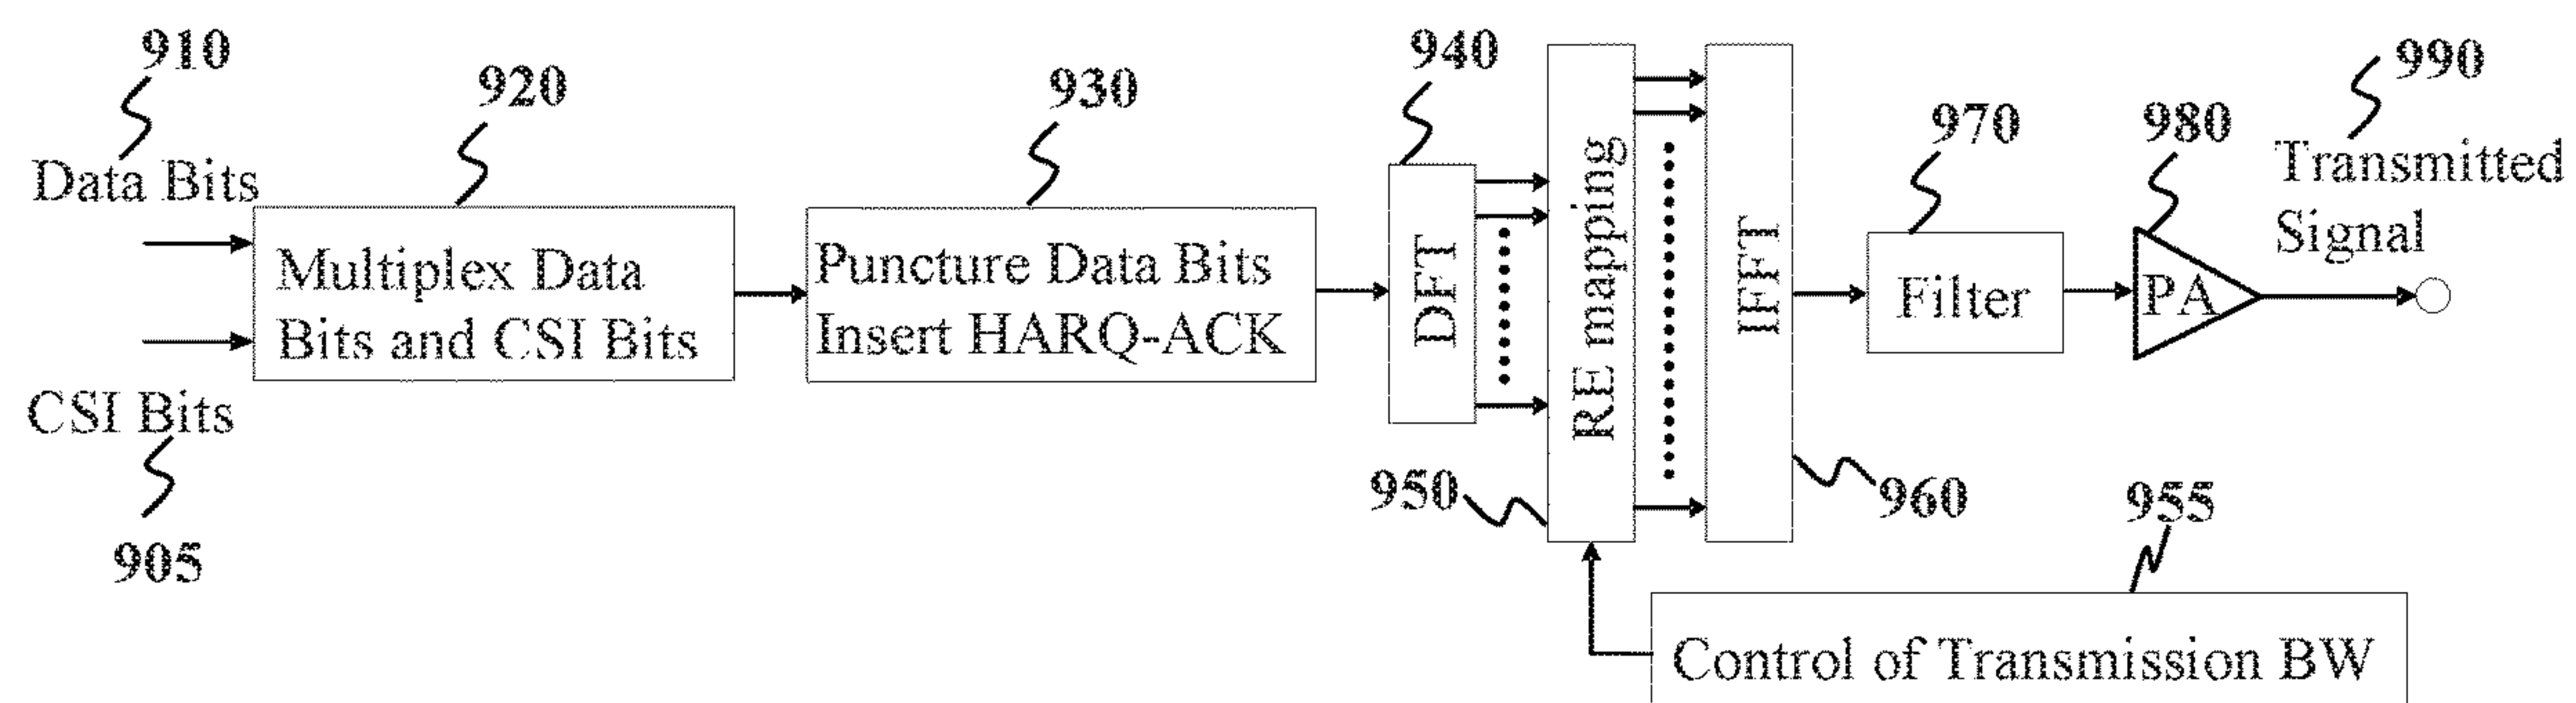 910
Data Bits
920
Multiplex Data
Bits and CSI Bits
CSI Bits
905
930
Puncture Data Bits
Insert HARQ-ACK
940
DFT
RE mapping
950
IFFT
960
970
Filter
980
PA
990
Transmitted
Signal
955
Control of Transmission BW